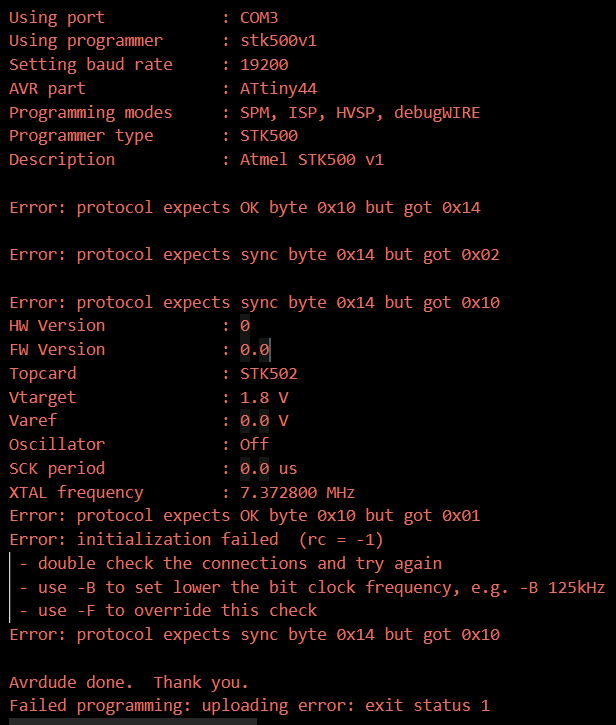 Using port            : COM3
Using programmer      : stk500v1
Setting baud rate     : 19200
AVR part              : ATtiny44
Programming modes     : SPM, ISP, HVSP, debugWIRE
Programmer type       : STK500
Description           : Atmel STK500 v1
Error: protocol expects OK byte 0x10 but got 0x14
Error: protocol expects sync byte 0x14 but got 0x02
Error: protocol expects sync byte 0x14 but got 0x10
HW Version            : 0
FW Version            : 0.0
Topcard               : STK502
Vtarget               : 1.8 V
Varef                 : 0.0 V
Oscillator            : Off
SCK period            : 0.0 us
XTAL frequency        : 7.372800 MHz
Error: protocol expects OK byte 0x10 but got 0x01
Error: initialization failed  (rc = -1)
- double check the connections and try again
- use -B to set lower the bit clock frequency, e.g. -B 125kHz
- use -F to override this check
Error: protocol expects sync byte 0x14 but got 0x10
Avrdude done.  Thank you.
Failed programming: uploading error: exit status 1